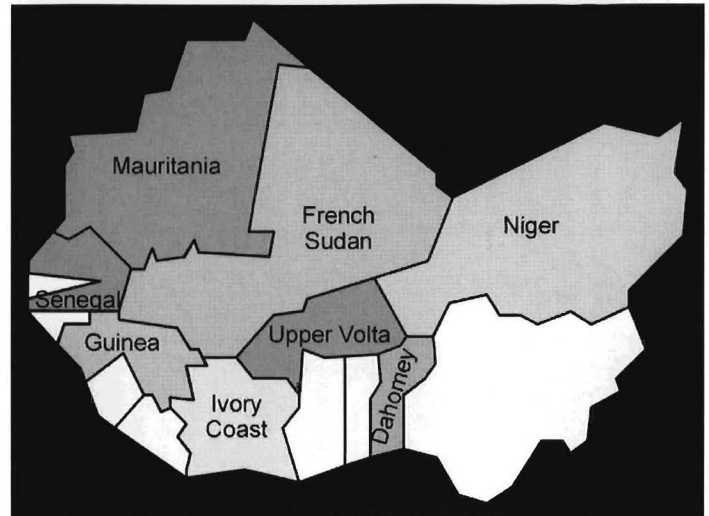 Mauritania
French
Sudan
Niger
Senegal
Upper Volta
Guinea
Ivory
Coast
Dahomey